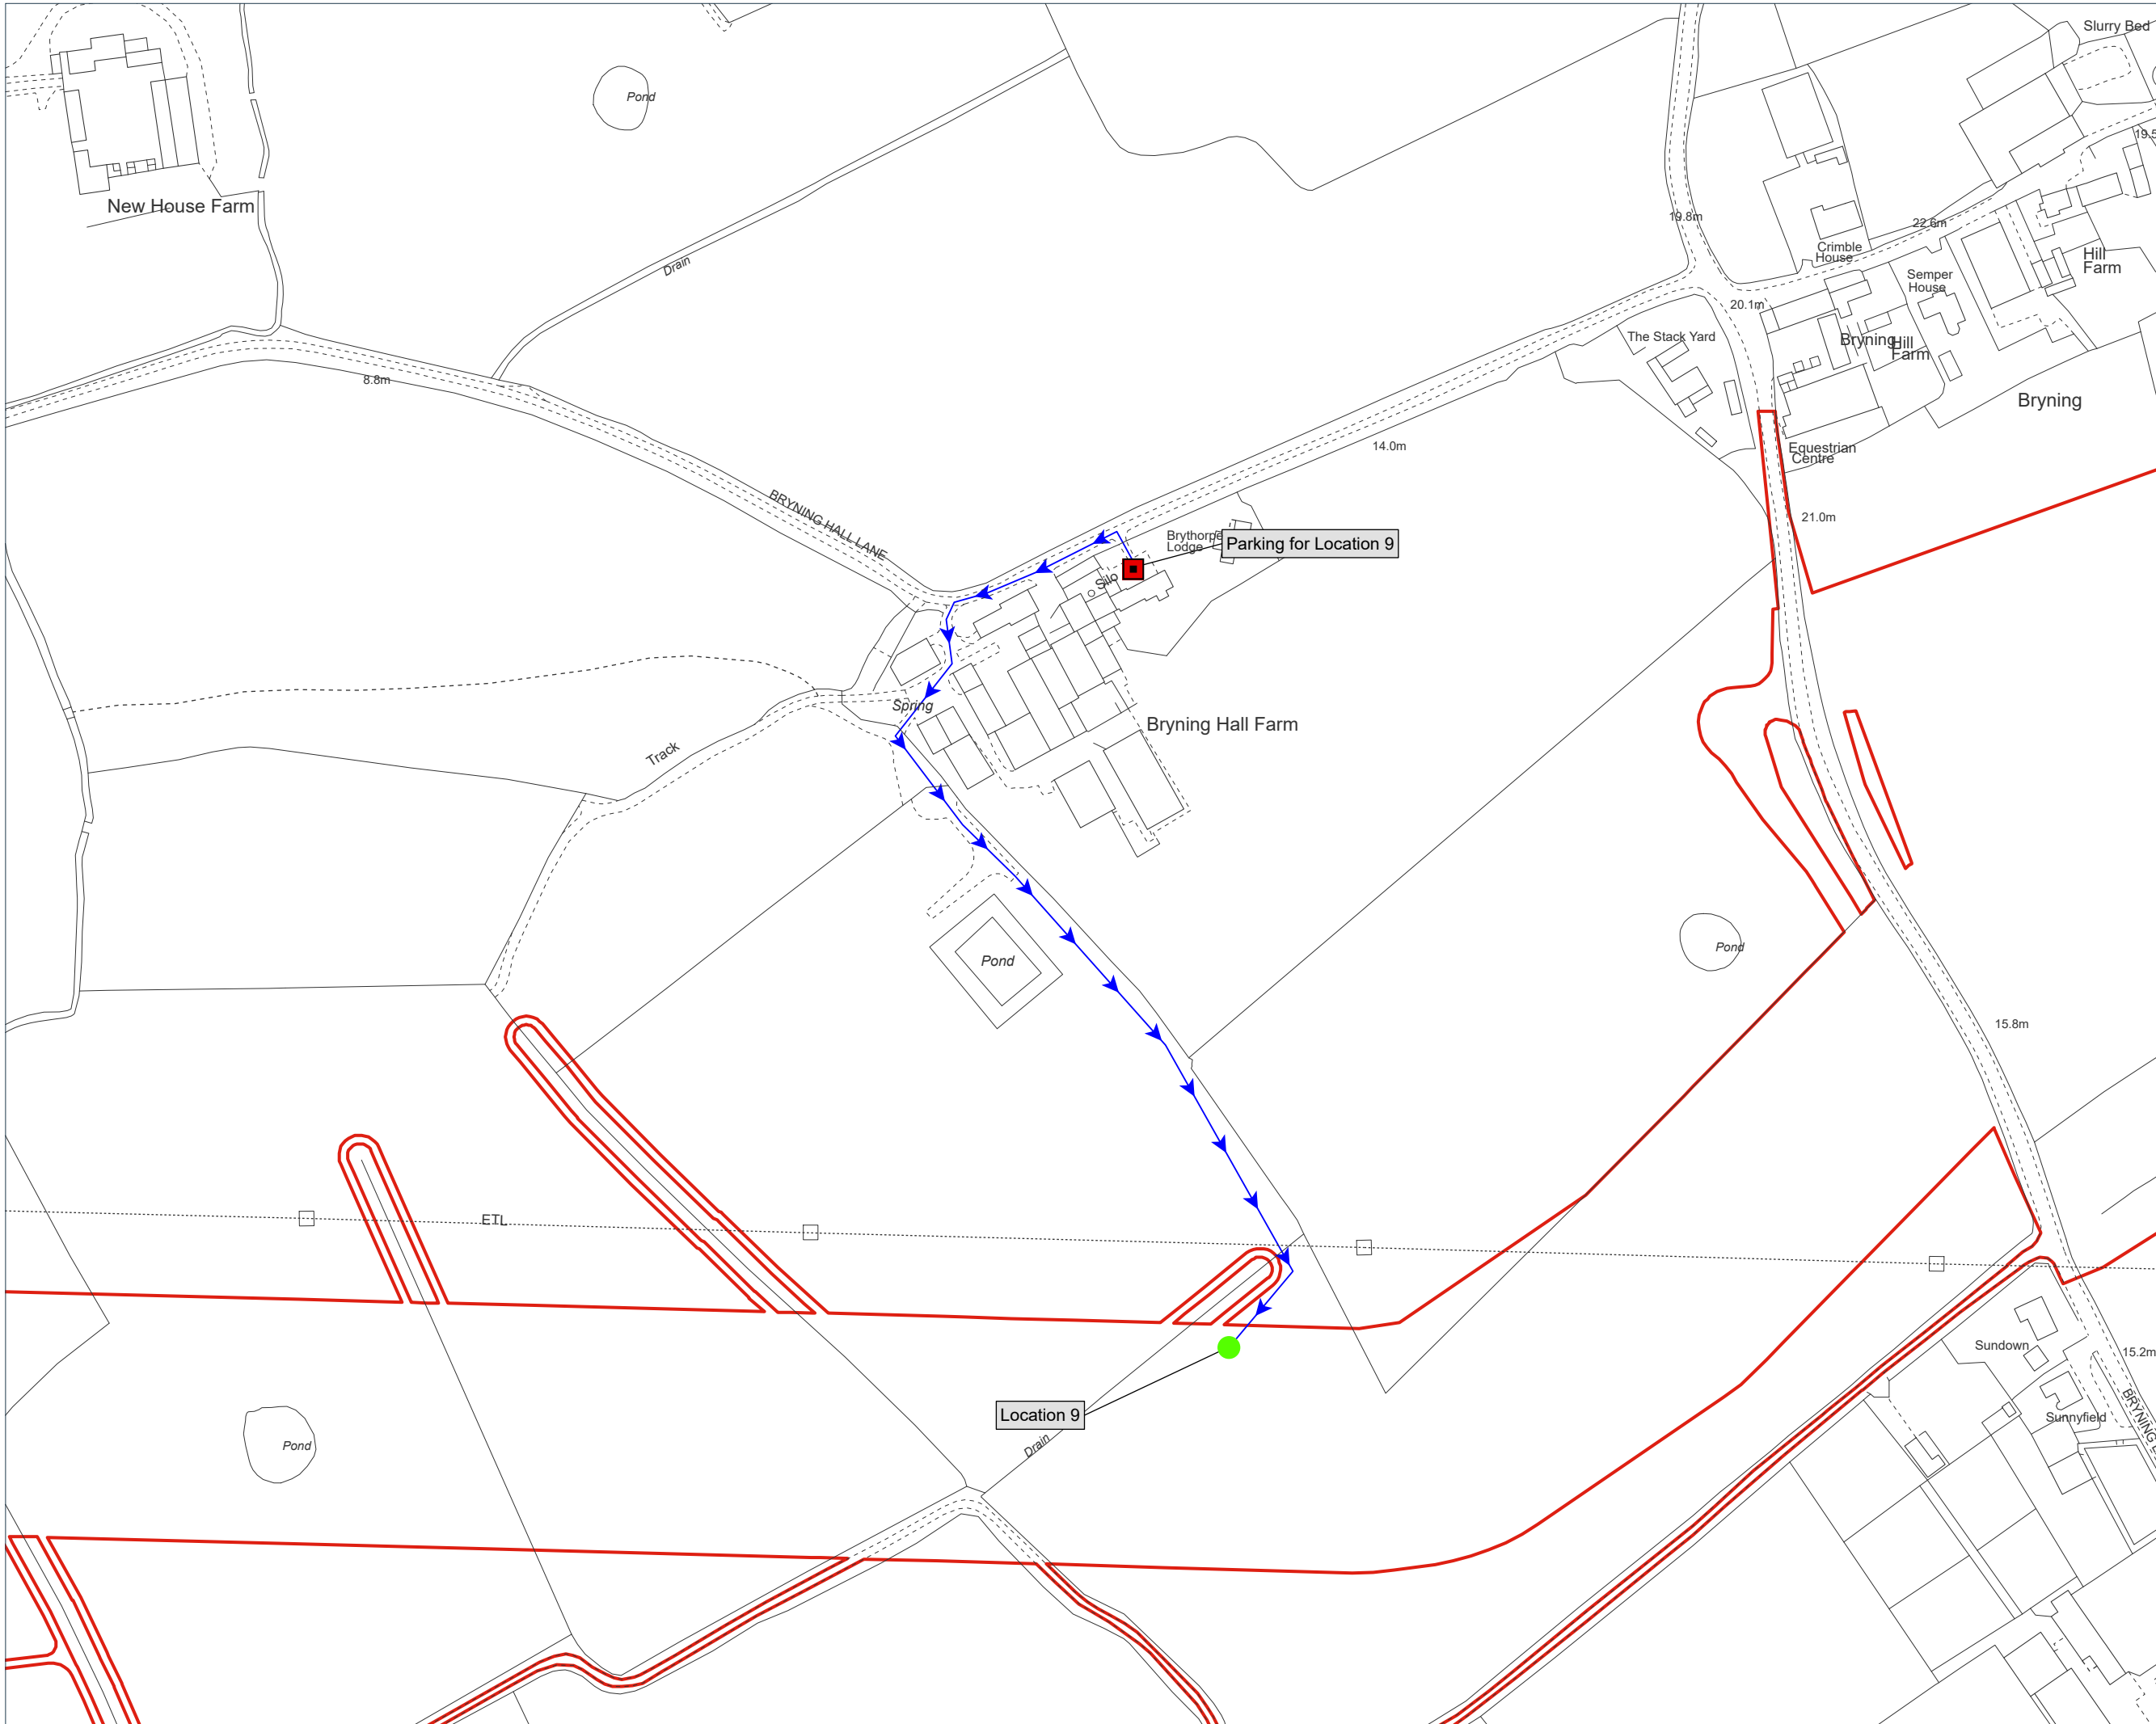 Slurry Bed
Pond
19.5
New House Farm
19.8m
22.6m
Crimble
House
Hill
Farm
Drain
Semper
House
20.1m
The Stack Yard
Bryning
Hill
Farm
8.8m
Bryning
14.0m
Equestrian
Centre
BRYNING HALL LANE
21.0m
Brythorpe
Lodge
Parking for Location 9
Silo
Spring
Bryning Hall Farm
Track
Pond
Pond
15.8m
ETL
Sundown
15.2m
Location 9
Sunnyfield
BRYNING
Drain
Pond